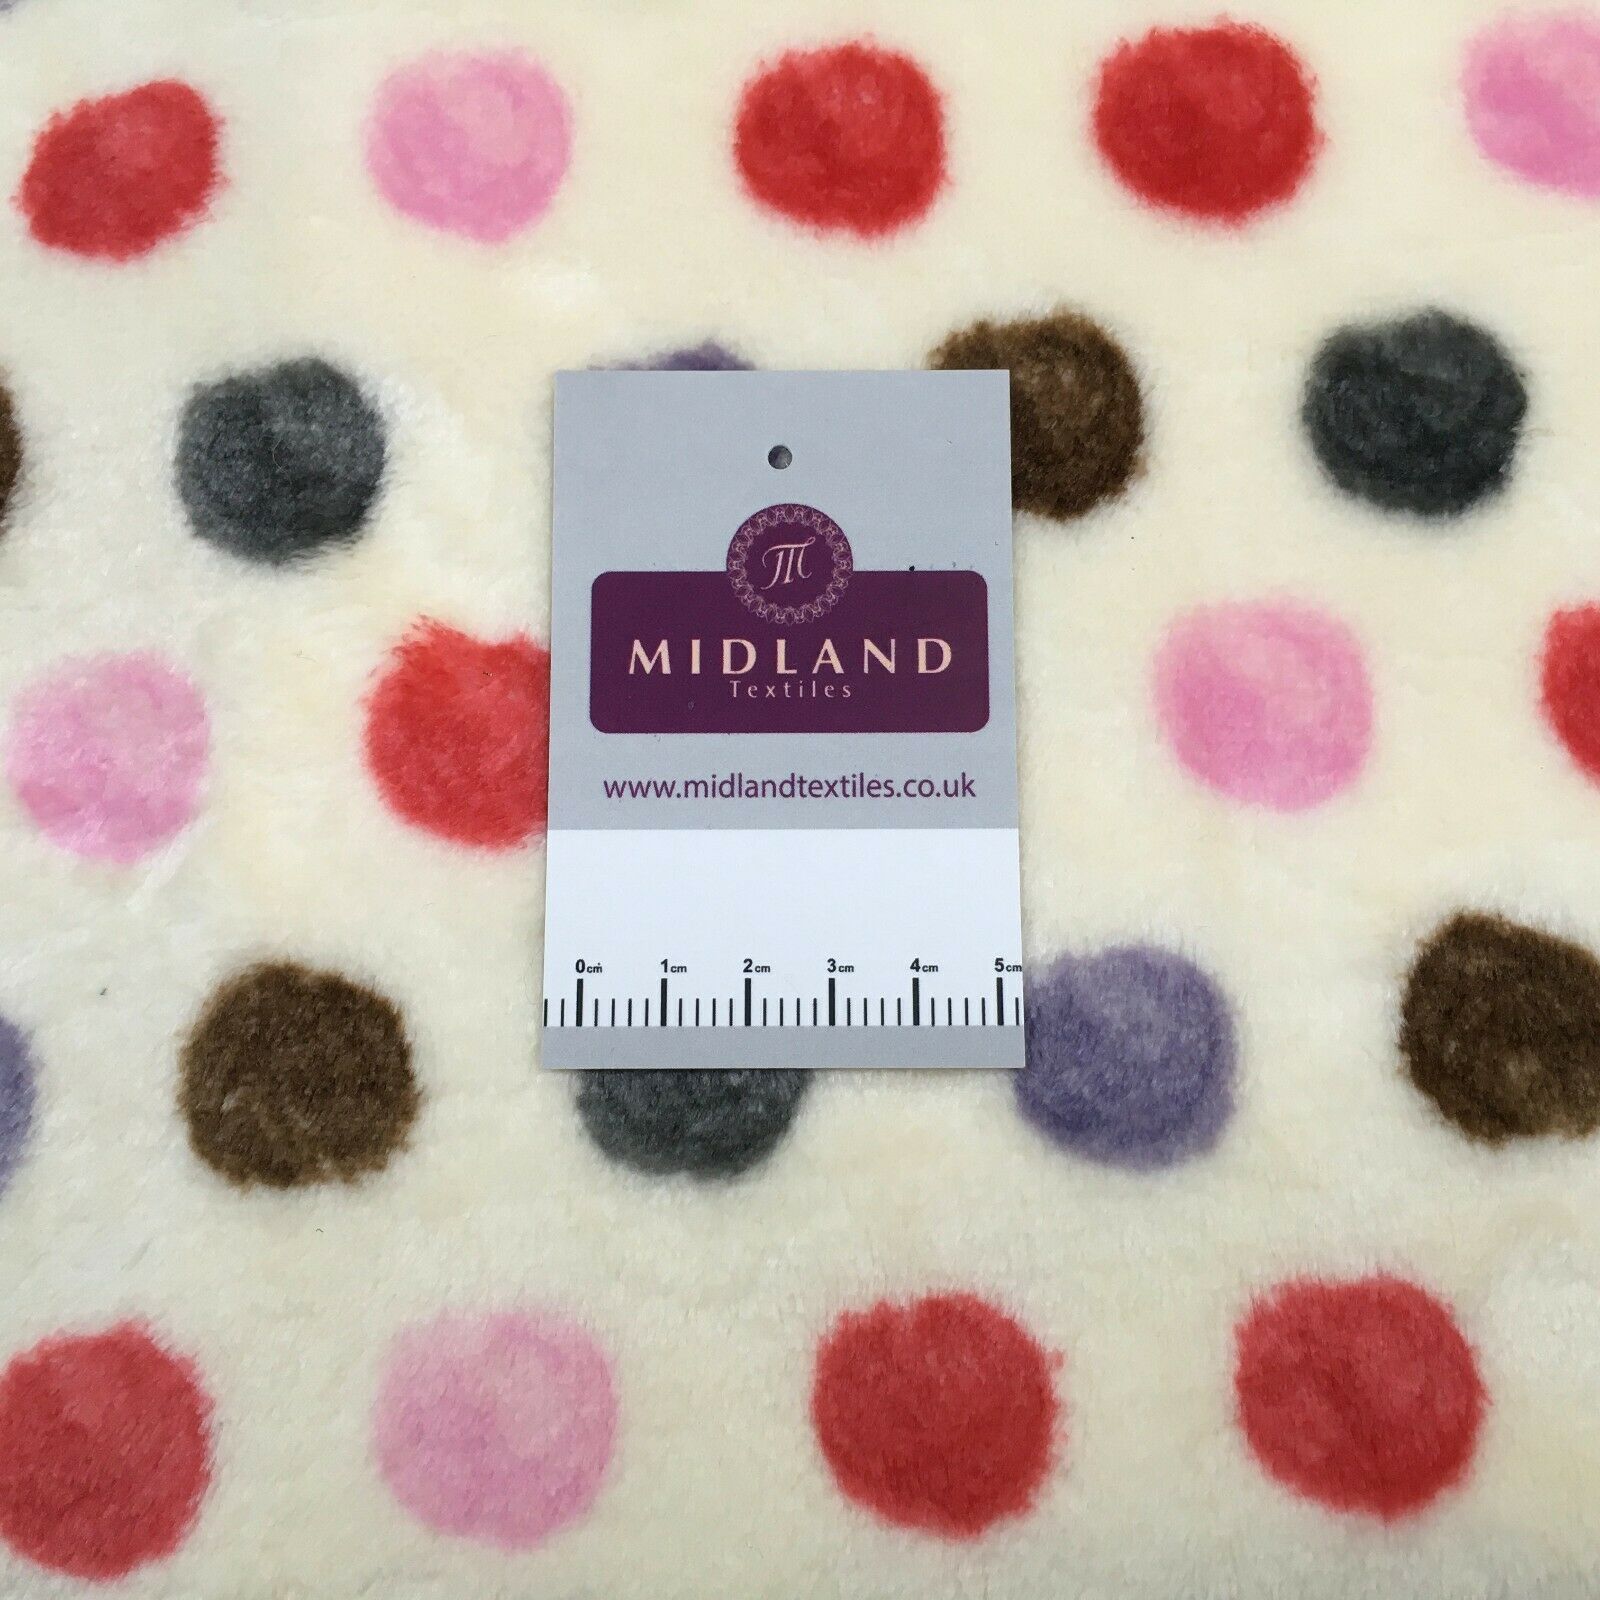 M
MIDLAND
Textiles
www.midlandtextiles.co.uk
0cm 1cm 2cm 3cm 4cm 5cm